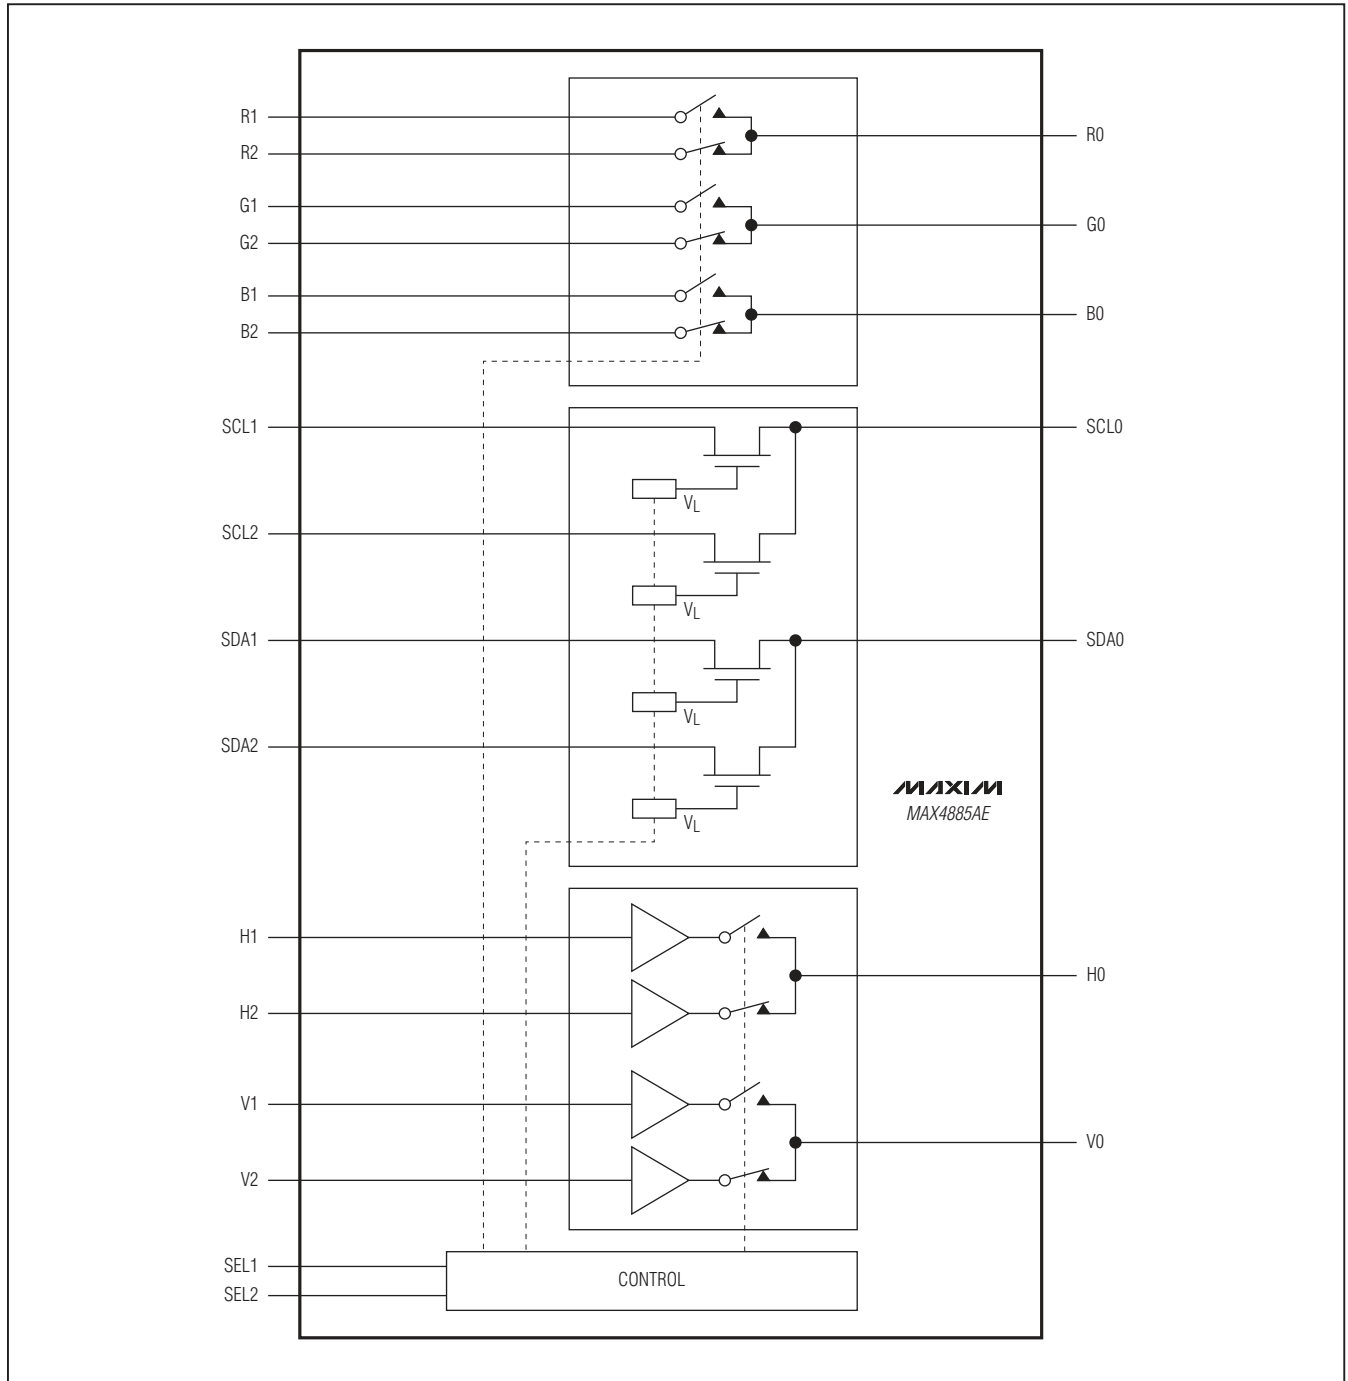 R1
R0
R2
G1
G0
G2
B1
B0
B2
SCL1
SCL0
VL
SCL2
VL
SDA1
SDA0
VL
SDA2
MAXIM
MAX4885AE
VL
H1
H0
H2
V1
V0
V2
SEL1
CONTROL
SEL2